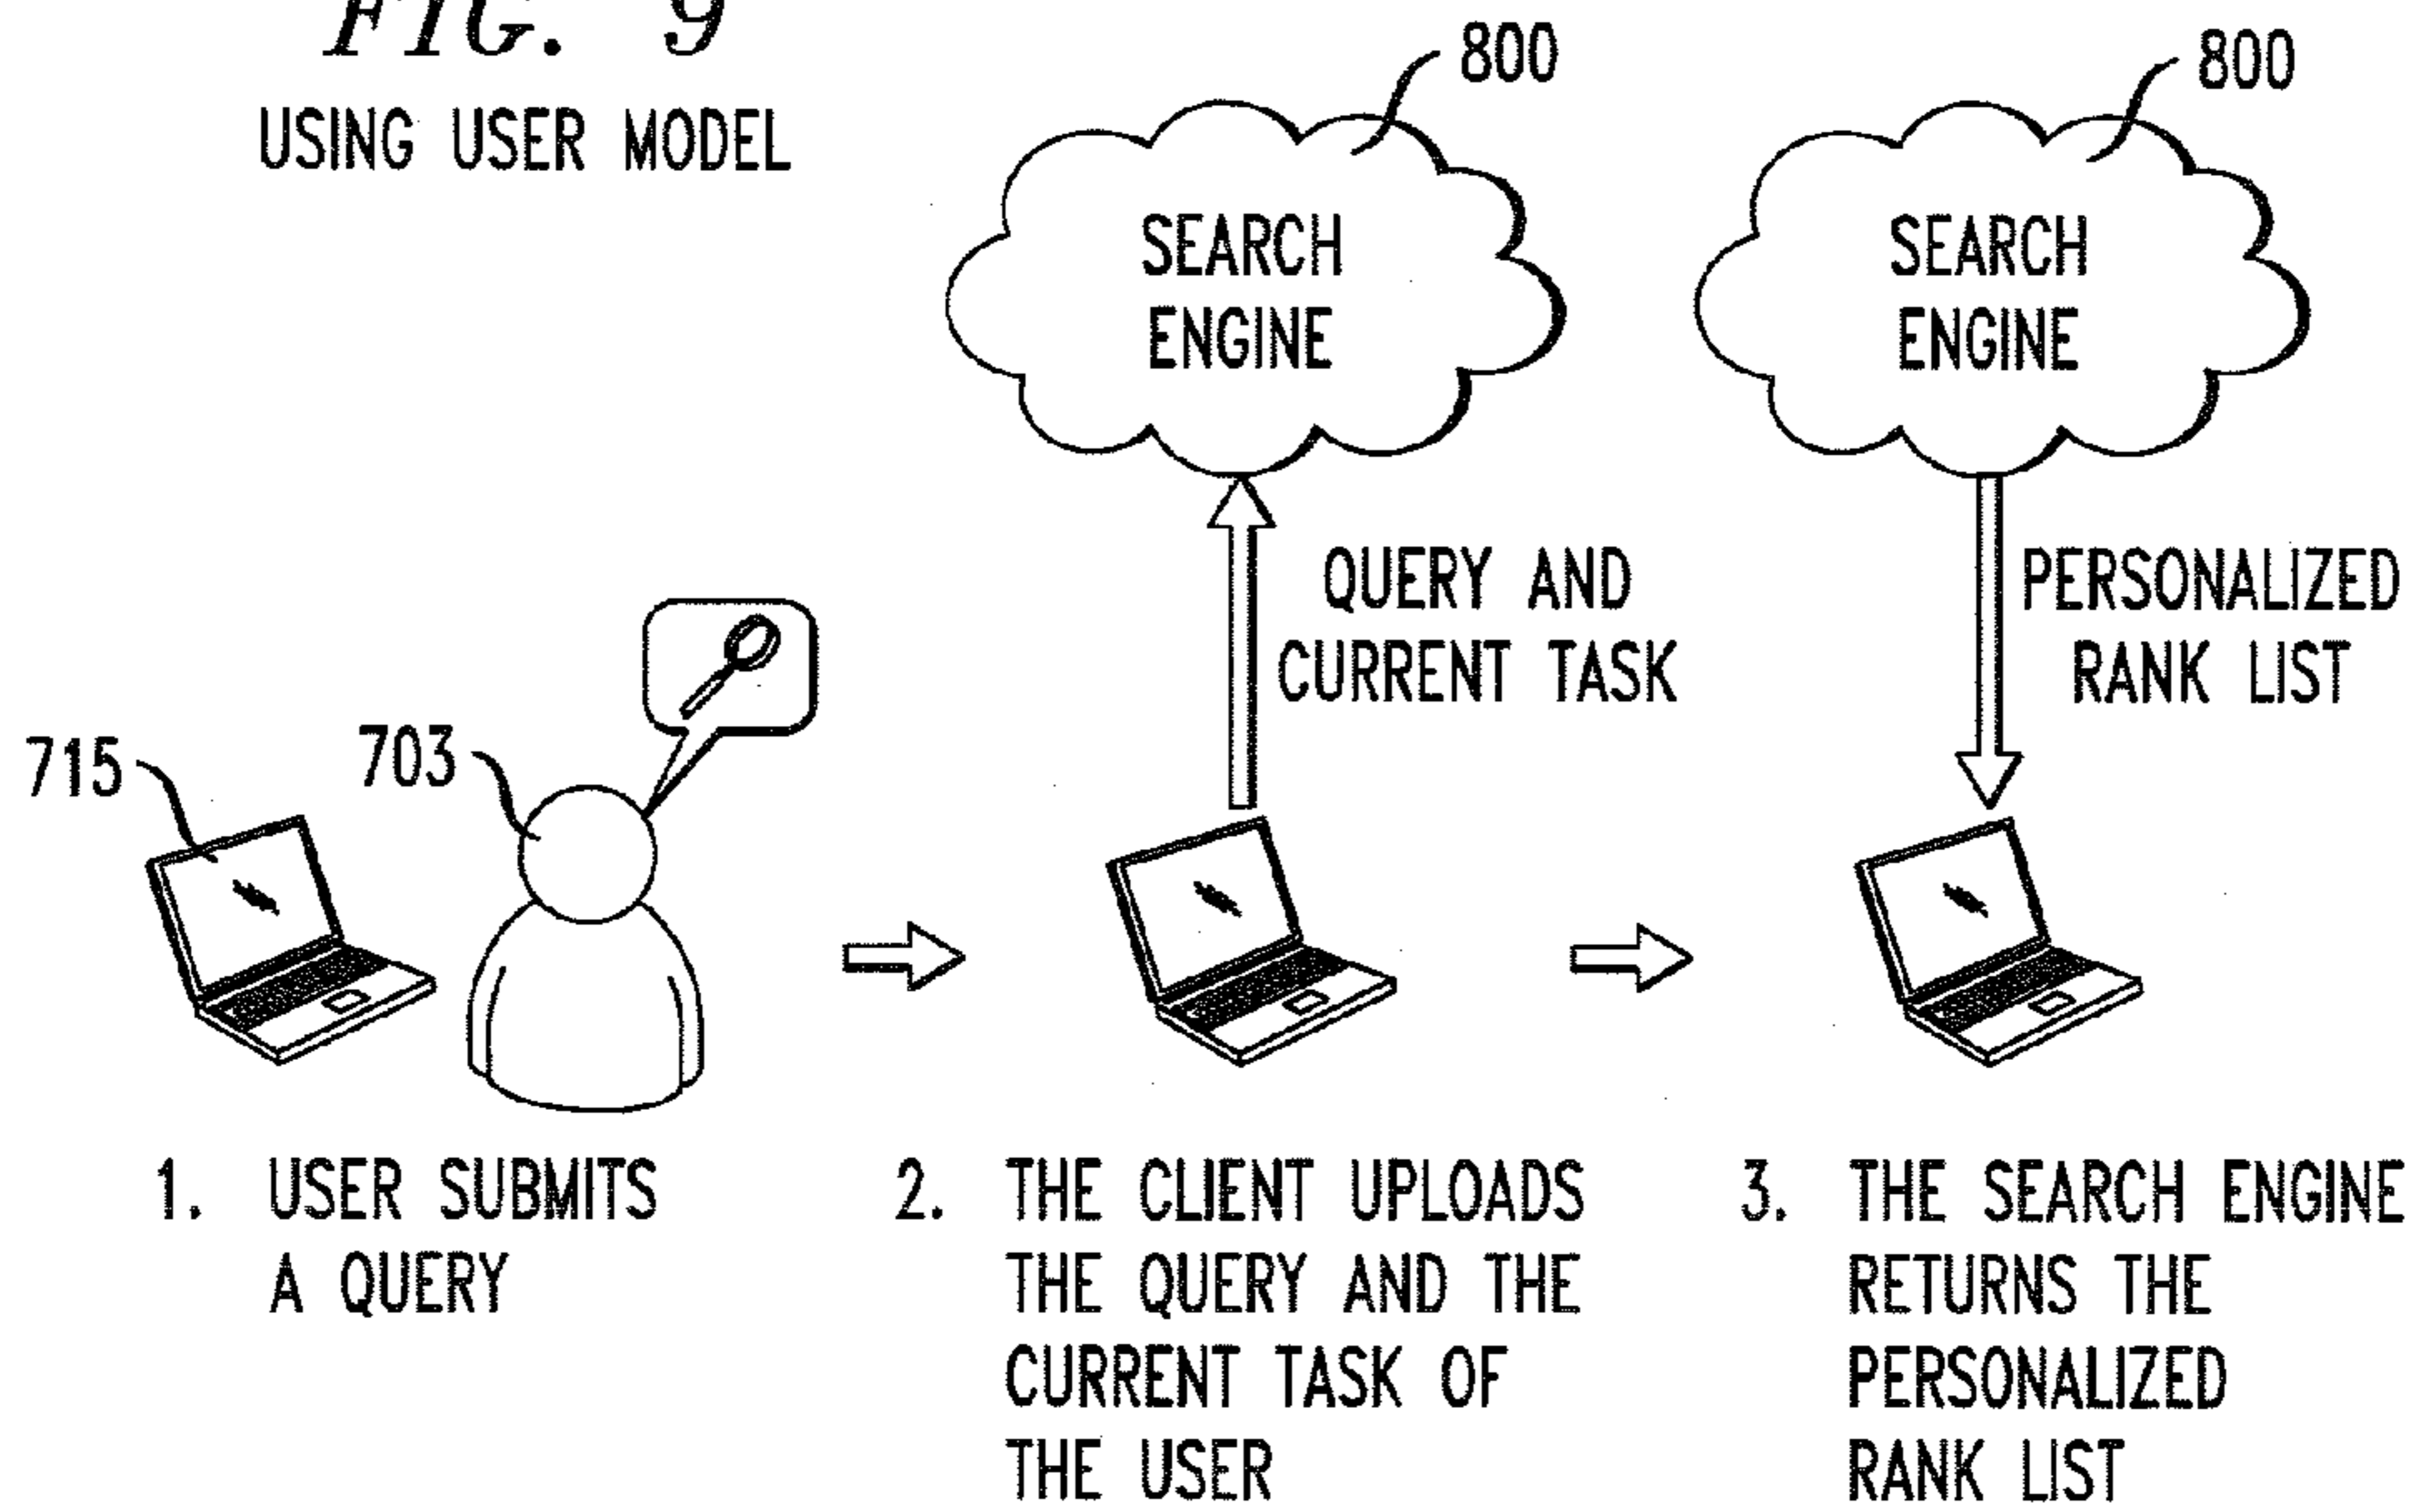 FIG. 9
USING USER MODEL
800
SEARCH
ENGINE
QUERY AND
CURRENT TASK
800
SEARCH
ENGINE
PERSONALIZED
RANK LIST
715
703
1. USER SUBMITS
A QUERY
2. THE CLIENT UPLOADS
THE QUERY AND THE
CURRENT TASK OF
THE USER
3. THE SEARCH ENGINE
RETURNS THE
PERSONALIZED
RANK LIST